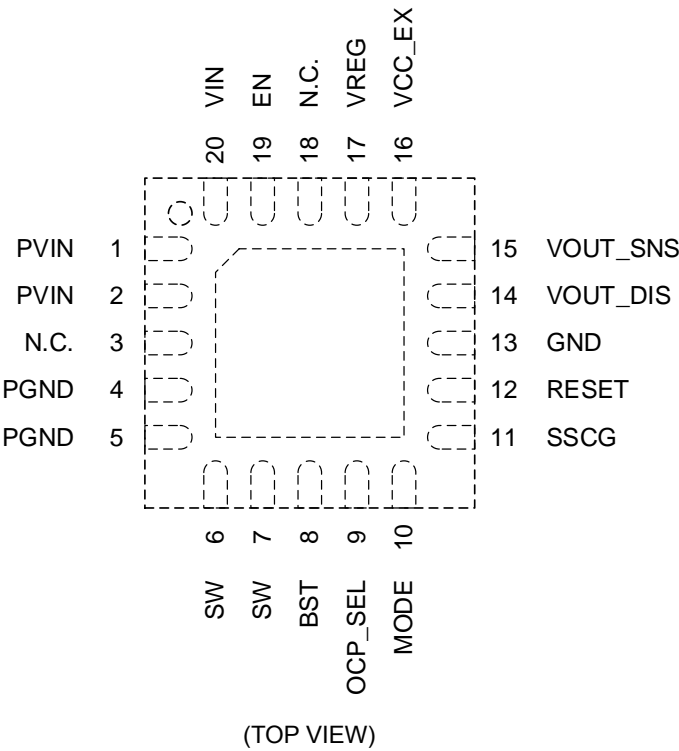 20 VIN
19 EN
18 N.C.
17 VREG
16 VCC_EX
PVIN 1
PVIN 2
N.C. 3
PGND 4
PGND 5
15 VOUT_SNS
14 VOUT_DIS
13 GND
12 RESET
11 SSCG
SW 6
SW 7
BST 8
OCP_SEL 9
MODE 10
(TOP VIEW)